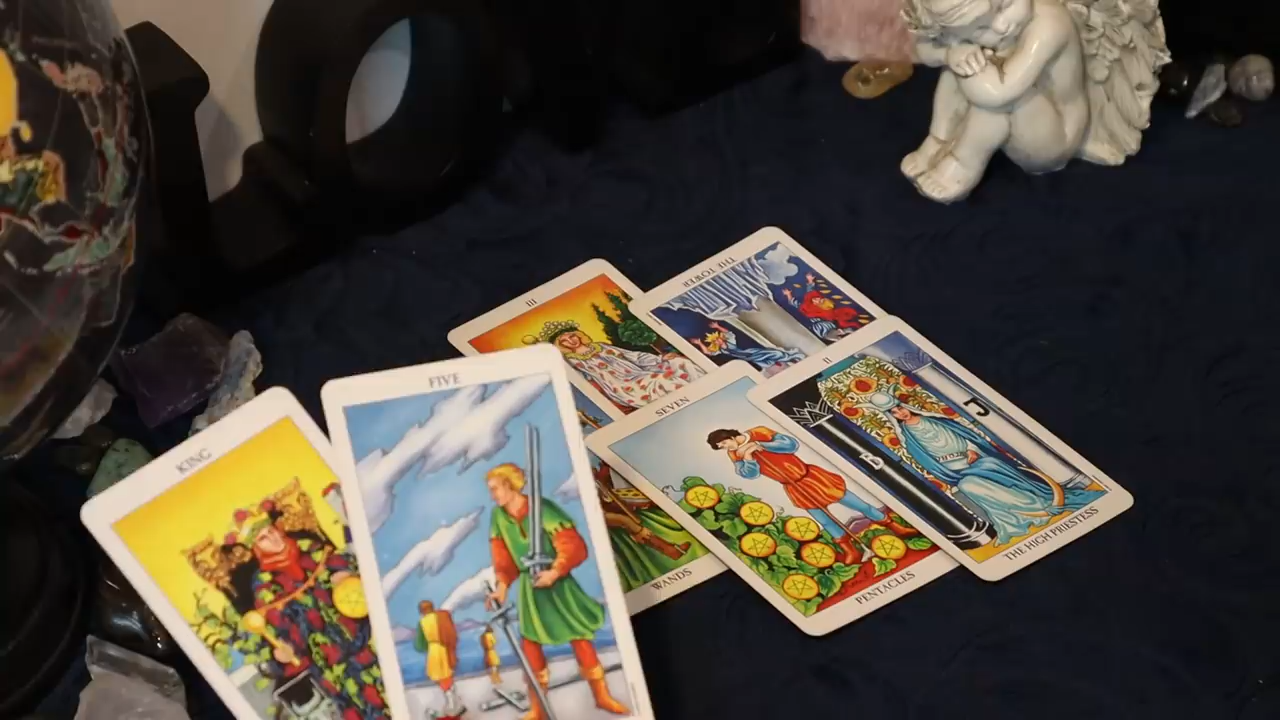 THE TOWER
III
II
FIVE
SEVEN
J
KING
B
THE HIGH PRIESTESS
WANDS
PENTACLES